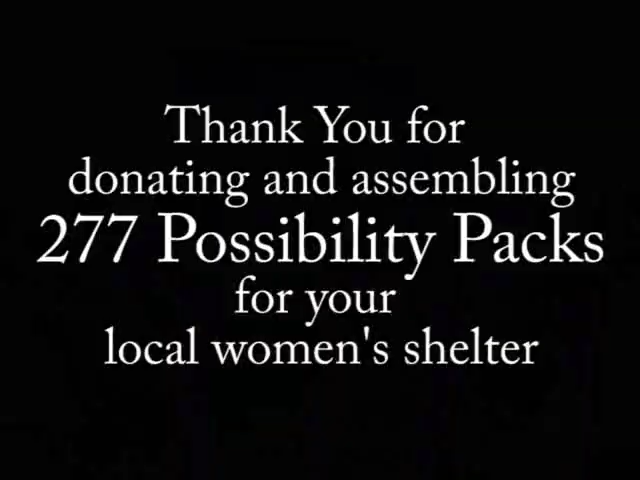 Thank You for
donating and assembling
277 Possibility Packs
for your
local women's shelter